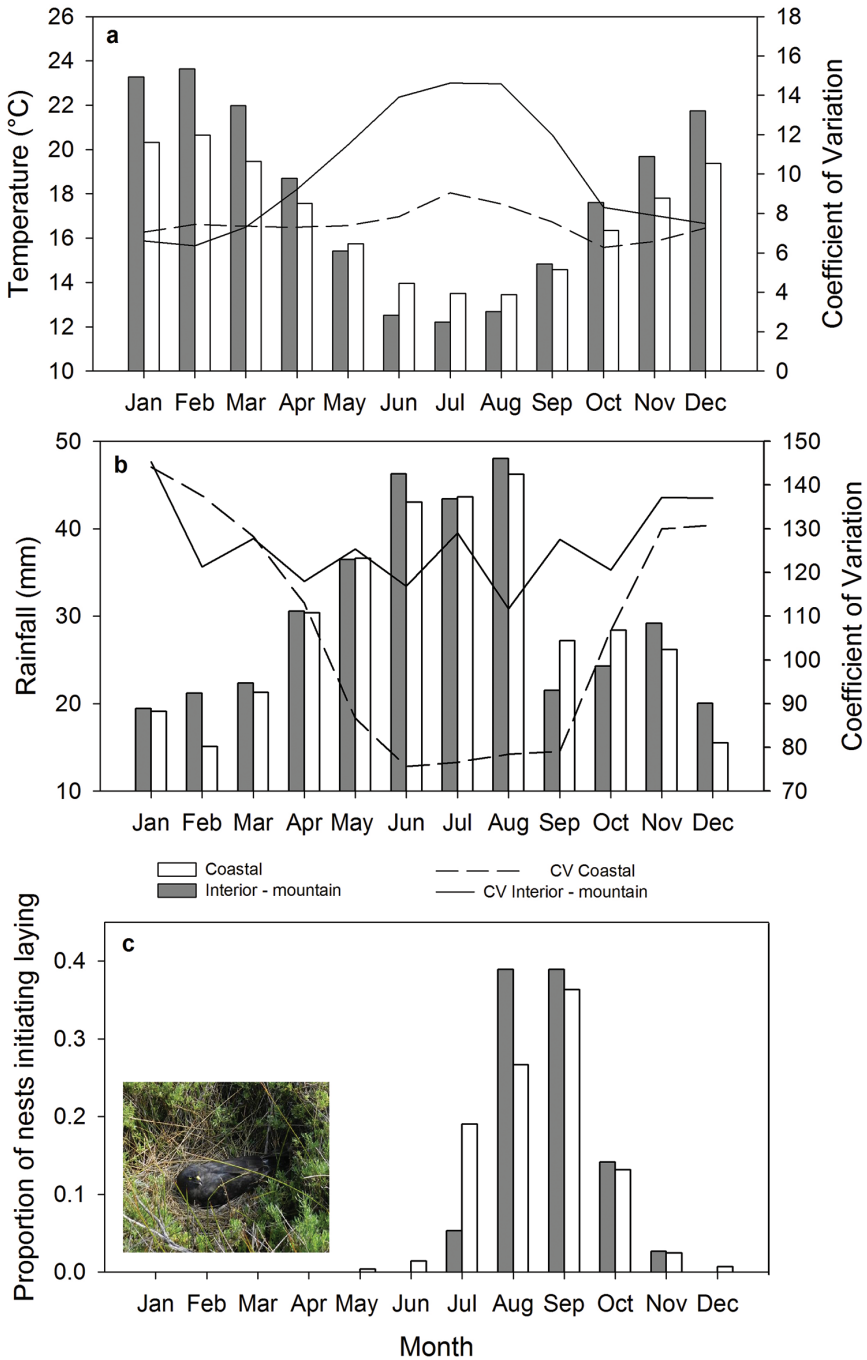 a
Temperature (°C)
26
24
22
20
18
16
14
12
10
18
16
14
12
10
8
6
4
2
0
Coefficient of Variation
Jan Feb Mar Apr May Jun Jul Aug Sep Oct Nov Dec
b
Rainfall (mm)
50
40
30
20
10
150
140
130
120
110
100
90
80
70
Coefficient of Variation
Jan Feb Mar Apr May Jun Jul Aug Sep Oct Nov Dec
Coastal
CV Coastal
Interior - mountain
CV Interior - mountain
c
Proportion of nests initiating laying
0.4
0.3
0.2
0.1
0.0
Jan Feb Mar Apr May Jun Jul Aug Sep Oct Nov Dec
Month